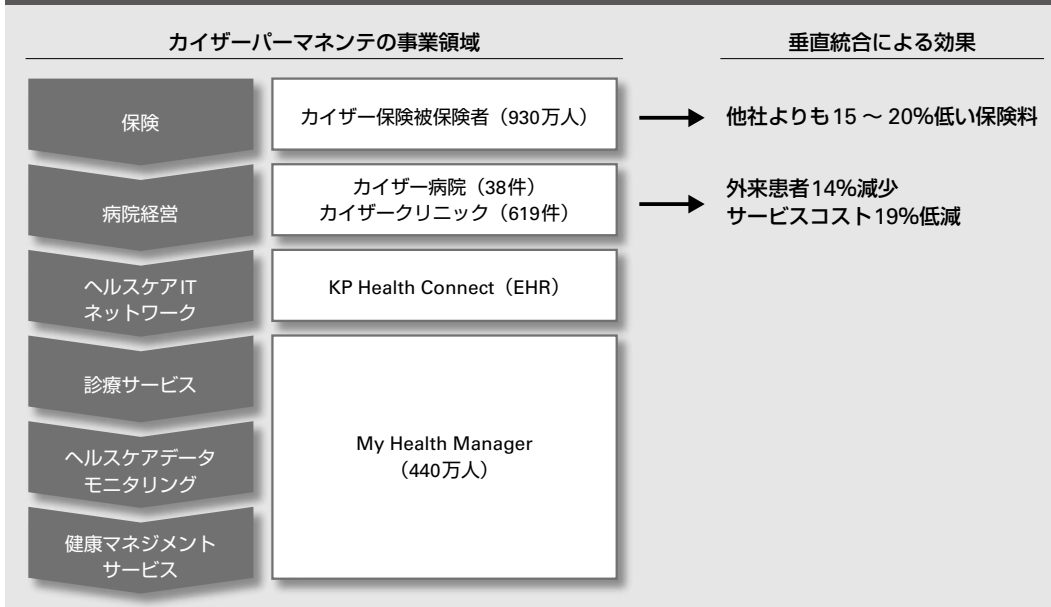 カイザーパーマネンテの事業領域
垂直統合による効果
保険
カイザー保険被保険者（930万人）
他社よりも15 ～ 20%低い保険料
病院経営
カイザー病院（38件）
カイザークリニック（619件）
外来患者14%減少
サービスコスト19%低減
ヘルスケアIT
ネットワーク
KP Health Connect（EHR）
診療サービス
ヘルスケアデータ
モニタリング
健康マネジメント
サービス
My Health Manager
（440万人）